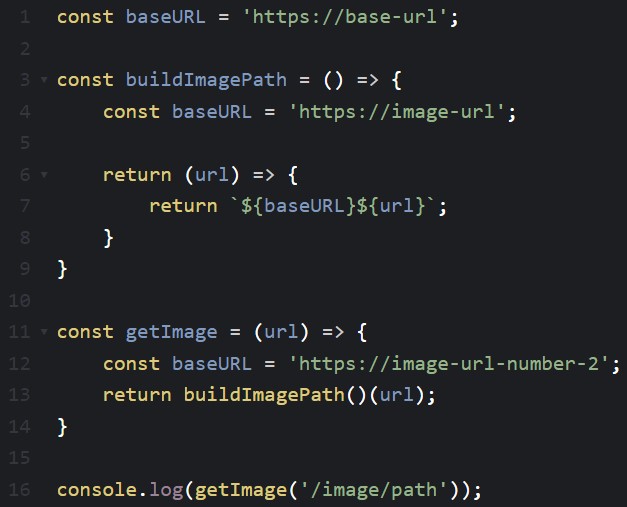 1 const baseURL = 'https://base-url';
2
3 const buildImagePath = () => {
4     const baseURL = 'https://image-url';
5
6     return (url) => {
7         return `${baseURL}${url}`;
8     }
9 }
10
11 const getImage = (url) => {
12     const baseURL = 'https://image-url-number-2';
13     return buildImagePath()(url);
14 }
15
16 console.log(getImage('/image/path'));